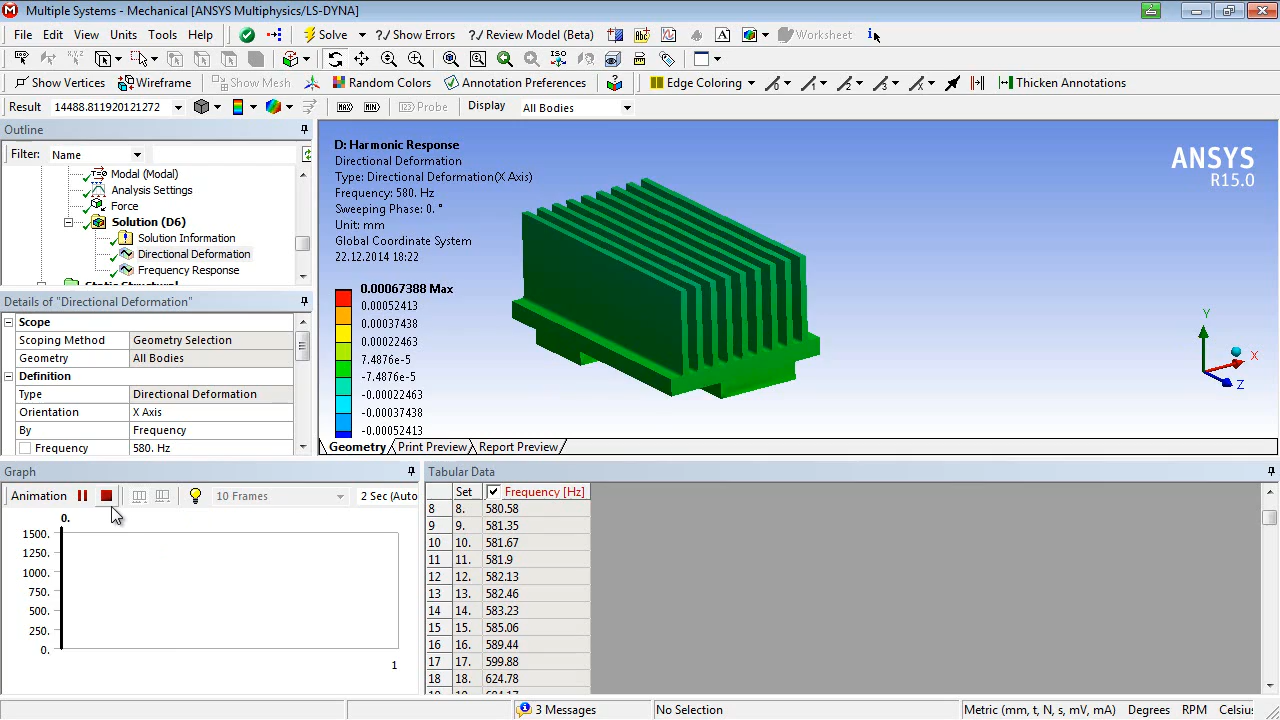 Multiple Systems - Mechanical [ANSYS Multiphysics/LS-DYNA]
File Edit View Units Tools Help Solve Show Errors Review Model (Beta) Worksheet
Show Vertices Wireframe Show Mesh Random Colors Annotation Preferences Edge Coloring Thicken Annotations
Result 14488.811920121272 MAX MIN Probe Display All Bodies
Outline
Filter: Name
Modal (Modal)
Analysis Settings
Force
Solution (D6)
Solution Information
Directional Deformation
Frequency Response
Details of "Directional Deformation"
Scope
Scoping Method Geometry Selection
Geometry All Bodies
Definition
Type Directional Deformation
Orientation X Axis
By Frequency
Frequency 580. Hz
D: Harmonic Response
Directional Deformation
Type: Directional Deformation(X Axis)
Frequency: 580. Hz
Sweeping Phase: 0. °
Unit: mm
Global Coordinate System
22.12.2014 18:22
0.00067388 Max
0.00052413
0.00037438
0.00022463
7.4876e-5
-7.4876e-5
-0.00022463
-0.00037438
-0.00052413
ANSYS
R15.0
Y
X
Z
Geometry Print Preview Report Preview
Graph
Animation 10 Frames 2 Sec (Auto
0.
1500.
1250.
1000.
750.
500.
250.
0.
1
Tabular Data
Set Frequency [Hz]
8 8. 580.58
9 9. 581.35
10 10. 581.67
11 11. 581.9
12 12. 582.13
13 13. 582.46
14 14. 583.23
15 15. 585.06
16 16. 589.44
17 17. 599.88
18 18. 624.78
3 Messages No Selection Metric (mm, t, N, s, mV, mA) Degrees RPM Celsiu